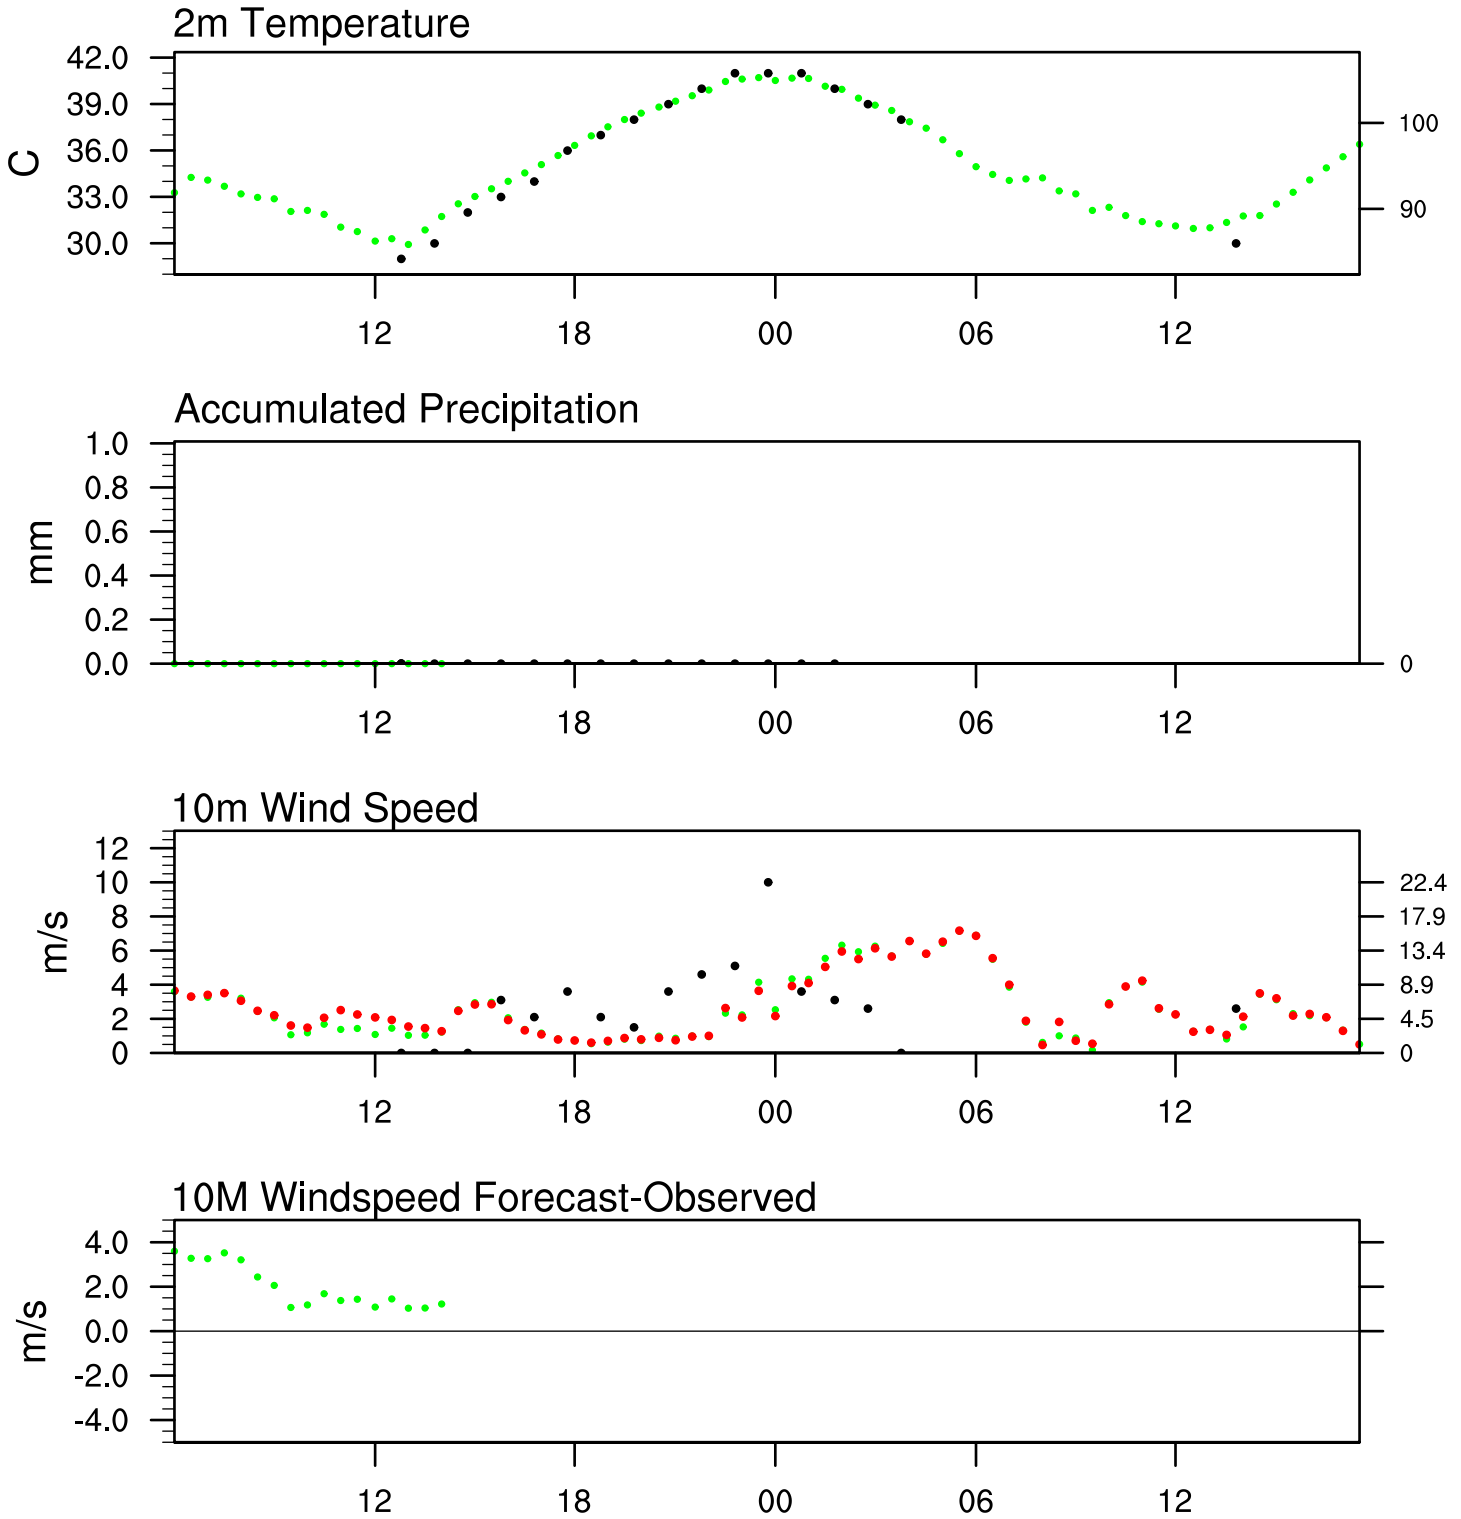 2m Temperature
42.0
39.0
36.0
33.0
30.0
C
100
90
12 18 00 06 12
Accumulated Precipitation
1.0
0.8
0.6
0.4
0.2
0.0
mm
0
12 18 00 06 12
10m Wind Speed
12
10
8
6
4
2
0
m/s
22.4
17.9
13.4
8.9
4.5
0
12 18 00 06 12
10M Windspeed Forecast-Observed
4.0
2.0
0.0
-2.0
-4.0
m/s
12 18 00 06 12